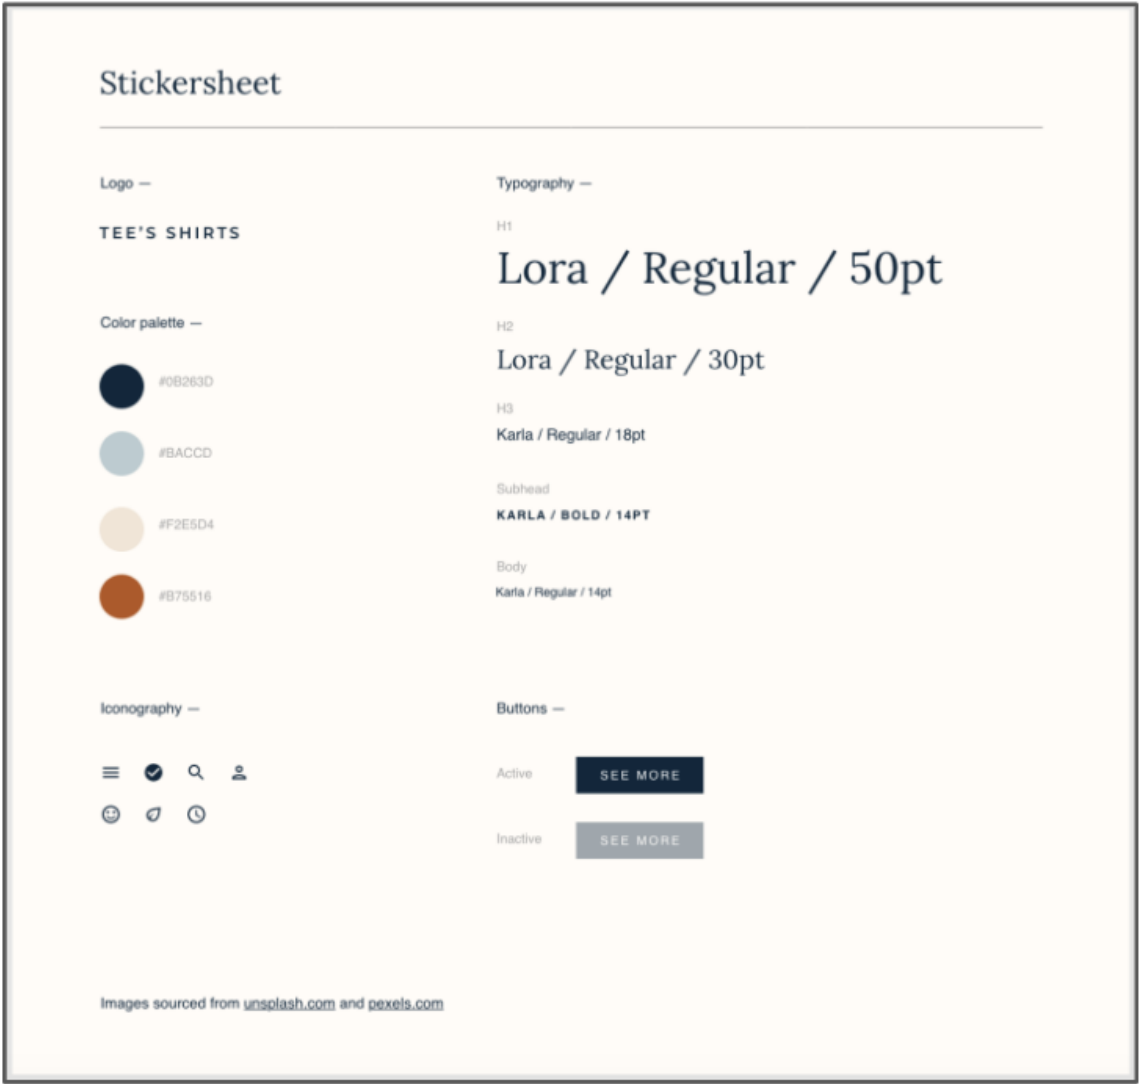 Stickersheet
Logo —
TEE'S SHIRTS
Color palette —
#0B263D
#BACCD
#F2E5D4
#B75516
Typography —
H1
Lora / Regular / 50pt
H2
Lora / Regular / 30pt
H3
Karla / Regular / 18pt
Subhead
KARLA / BOLD / 14PT
Body
Karla / Regular / 14pt
Iconography —
Buttons —
Active
SEE MORE
Inactive
SEE MORE
Images sourced from unsplash.com and pexels.com